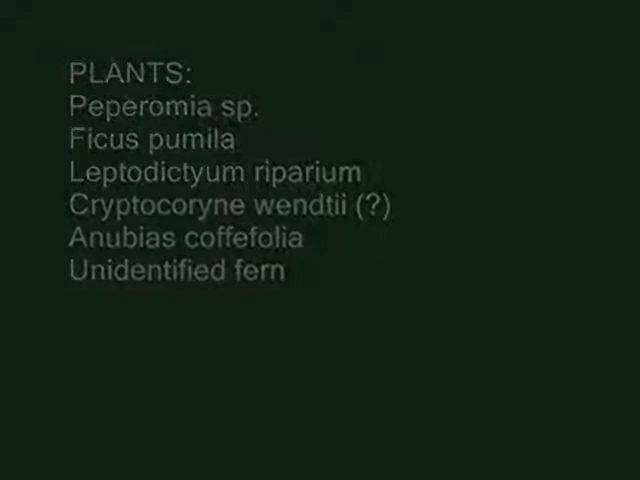 PLANTS:
Peperomia sp.
Ficus pumila
Leptodictyum riparium
Cryptocoryne wendtii (?)
Anubias coffefolia
Unidentified fern